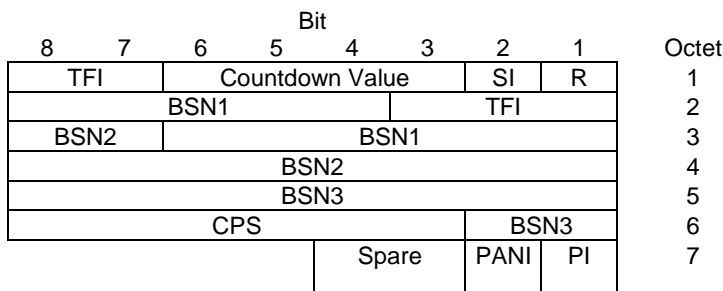 Bit
8 7 6 5 4 3 2 1 Octet
TFI Countdown Value SI R 1
BSN1 TFI 2
BSN2 BSN1 3
BSN2 4
BSN3 5
CPS BSN3 6
Spare PANI PI 7